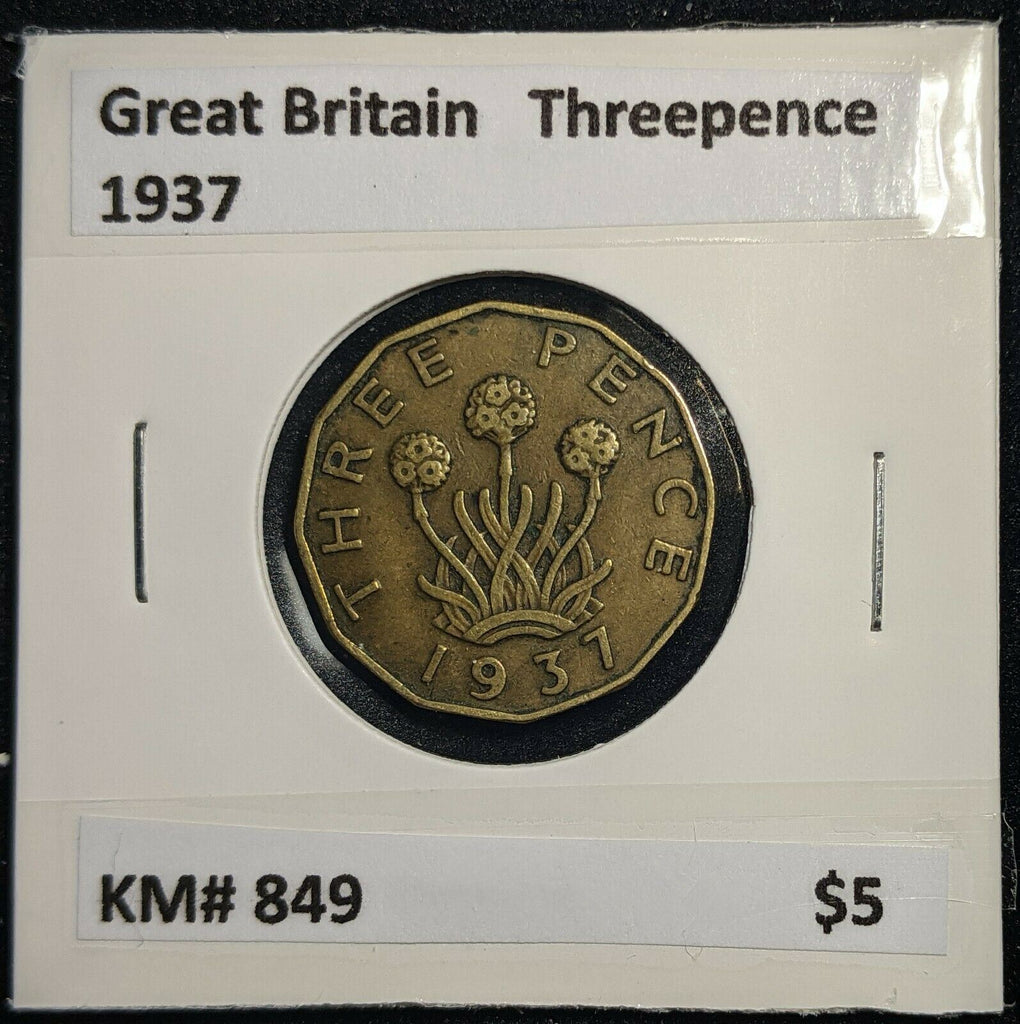 Great Britain Threepence
1937
THREE PENCE
1937
KM# 849 $5